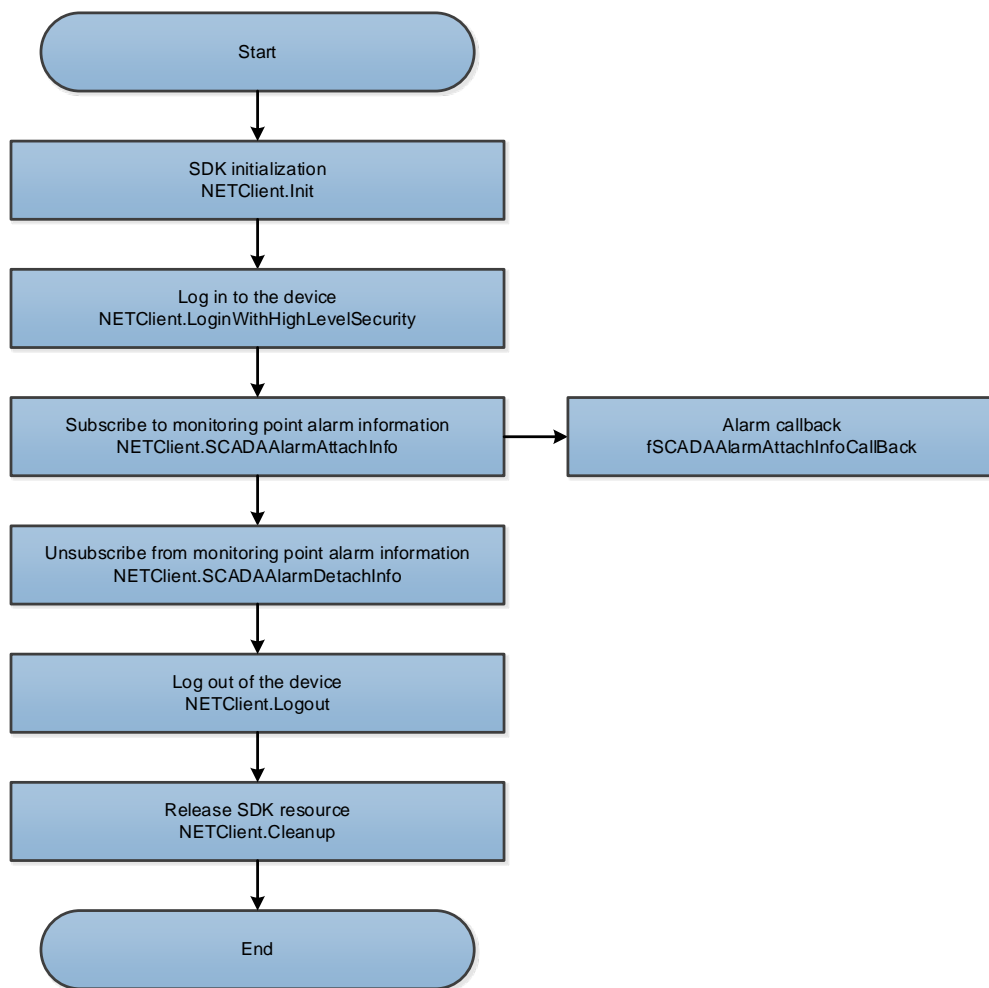 Start
SDK initialization
NETClient.Init
Log in to the device
NETClient.LoginWithHighLevelSecurity
Subscribe to monitoring point alarm information
NETClient.SCADAAlarmAttachInfo
Alarm callback
fSCADAAlarmAttachInfoCallBack
Unsubscribe from monitoring point alarm information
NETClient.SCADAAlarmDetachInfo
Log out of the device
NETClient.Logout
Release SDK resource
NETClient.Cleanup
End